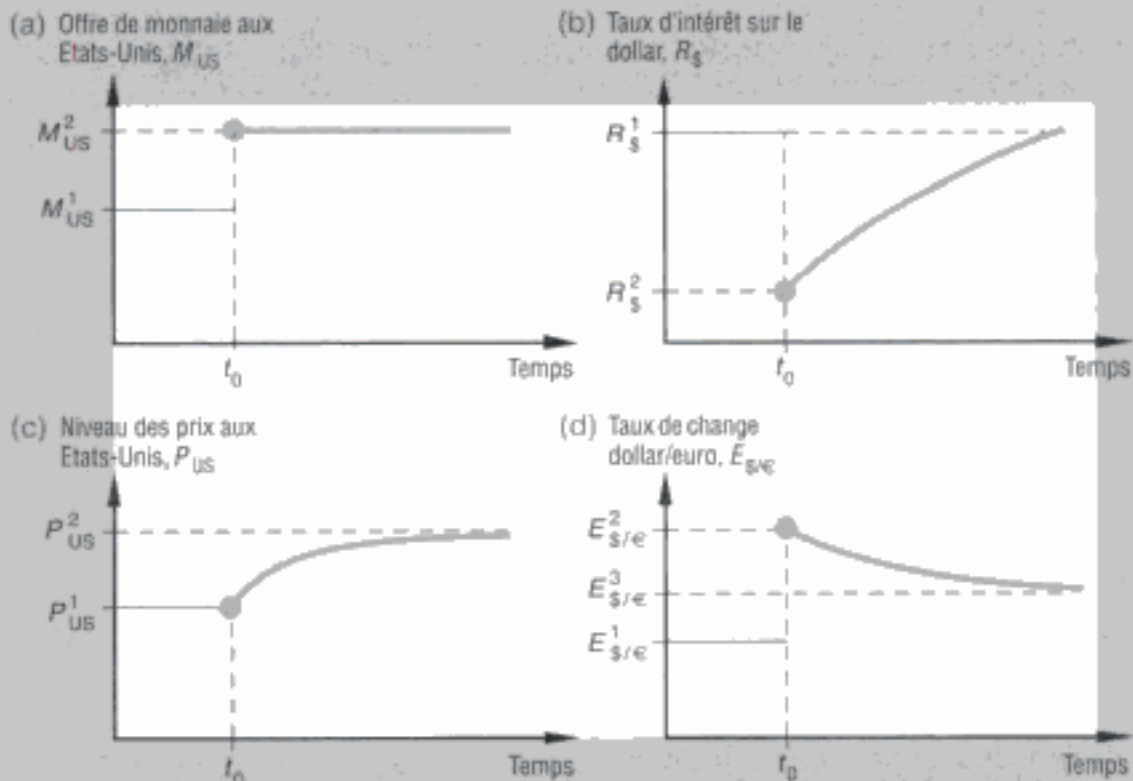 (a) Offre de monnaie aux
Etats-Unis, M_US
M²_US
M¹_US
t₀
Temps
(b) Taux d'intérêt sur le
dollar, R_$
R¹_$
R²_$
t₀
Temps
(c) Niveau des prix aux
Etats-Unis, P_US
P²_US
P¹_US
t₀
Temps
(d) Taux de change
dollar/euro, E_$/€
E²_$/€
E³_$/€
E¹_$/€
t₀
Temps